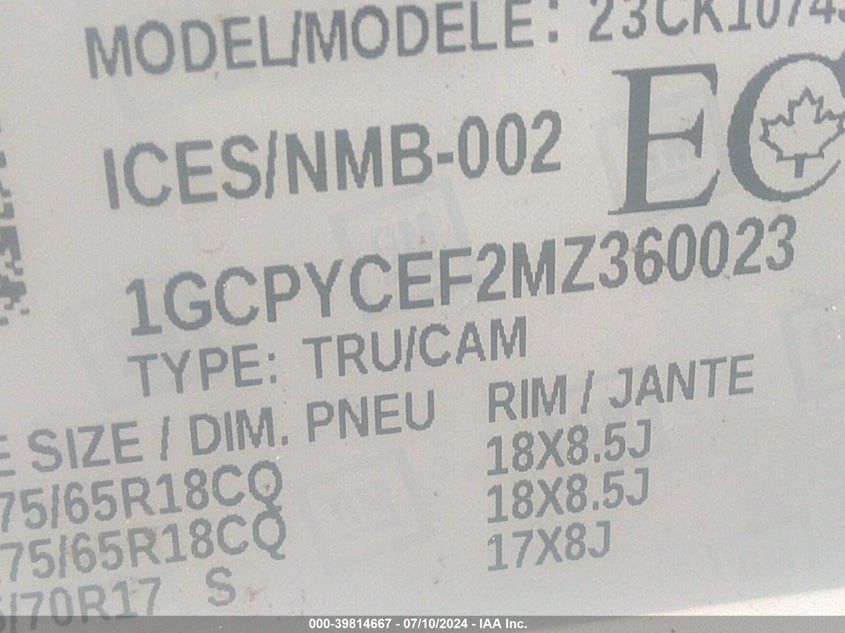 MODEL/MODELE: 23CK10743
ICES/NMB-002
EC
1GCPYCEF2MZ360023
TYPE: TRU/CAM
E SIZE / DIM. PNEU RIM / JANTE
75/65R18CQ 18X8.5J
75/65R18CQ 18X8.5J
/70R17 S 17X8J
000-39814667 - 07/10/2024 - IAA Inc.